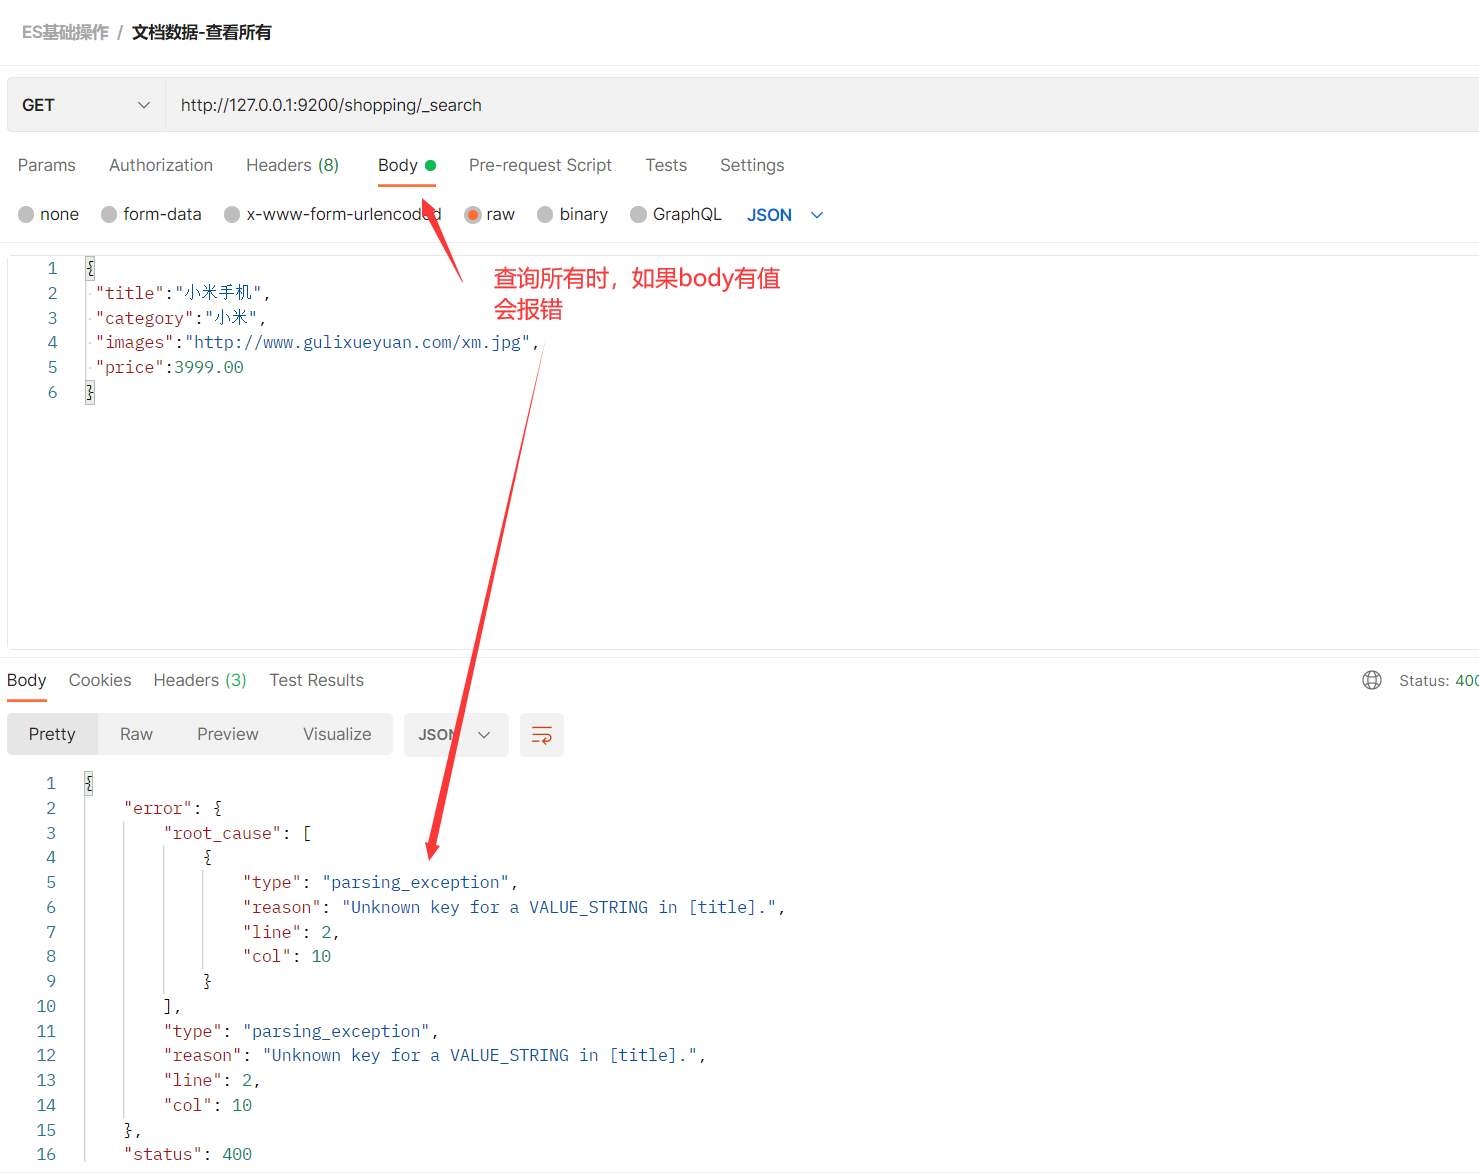 ES基础操作 / 文档数据-查看所有
GET http://127.0.0.1:9200/shopping/_search
Params Authorization Headers (8) Body Pre-request Script Tests Settings
none form-data x-www-form-urlencoded raw binary GraphQL JSON
1 {
2 "title":"小米手机",
3 "category":"小米",
4 "images":"http://www.gulixueyuan.com/xm.jpg",
5 "price":3999.00
6 }
查询所有时，如果body有值
会报错
Body Cookies Headers (3) Test Results Status: 400
Pretty Raw Preview Visualize JSON
1 {
2 "error": {
3 "root_cause": [
4 {
5 "type": "parsing_exception",
6 "reason": "Unknown key for a VALUE_STRING in [title].",
7 "line": 2,
8 "col": 10
9 }
10 ],
11 "type": "parsing_exception",
12 "reason": "Unknown key for a VALUE_STRING in [title].",
13 "line": 2,
14 "col": 10
15 },
16 "status": 400